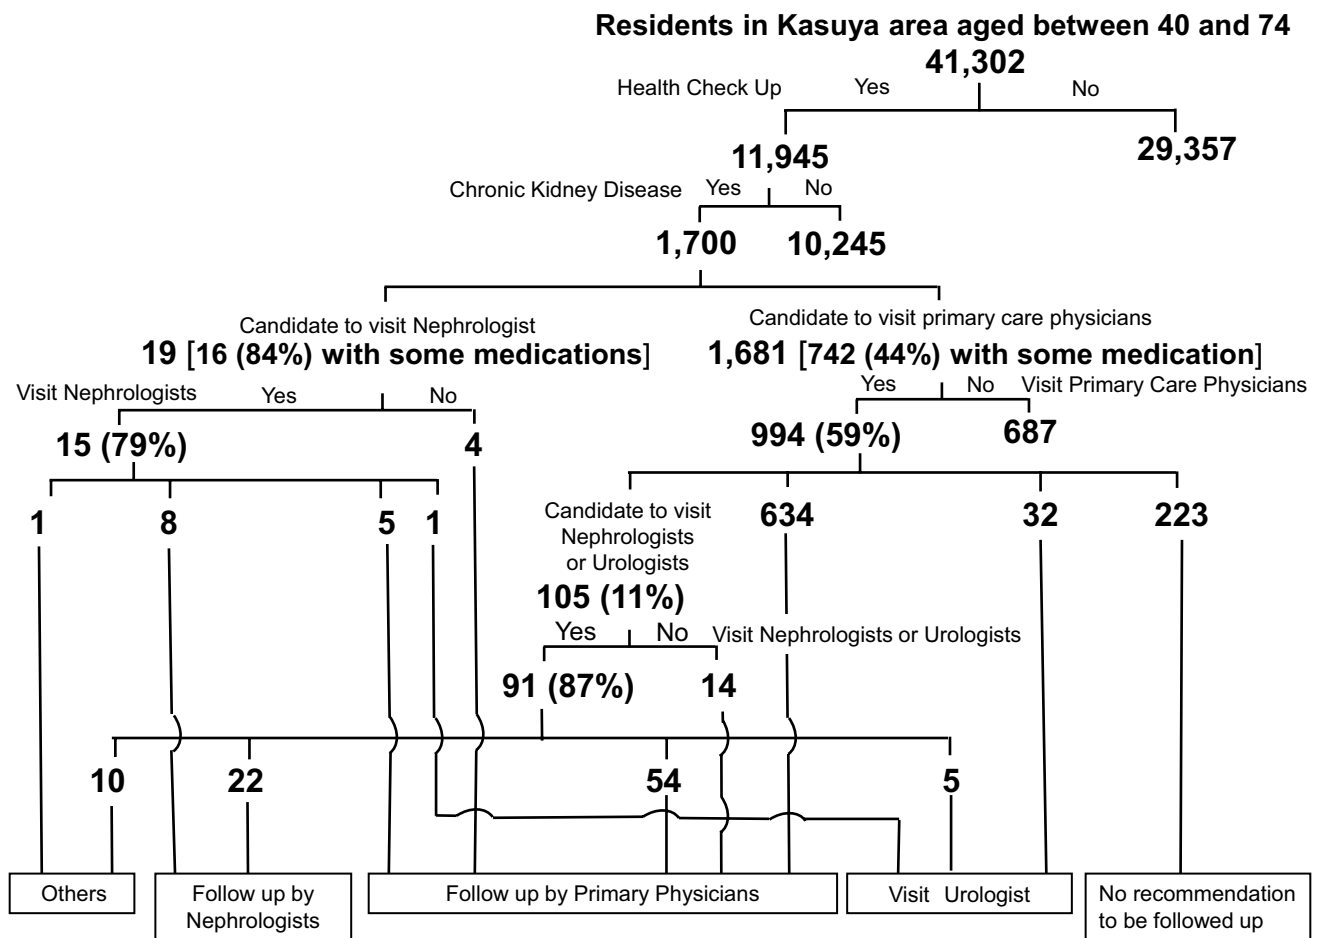 Residents in Kasuya area aged between 40 and 74
41,302
Health Check Up Yes No
11,945 29,357
Chronic Kidney Disease Yes No
1,700 10,245
Candidate to visit Nephrologist
19 [16 (84%) with some medications]
Candidate to visit primary care physicians
1,681 [742 (44%) with some medication]
Visit Nephrologists Yes No
Yes No Visit Primary Care Physicians
15 (79%) 4
994 (59%) 687
1 8 5 1
Candidate to visit
Nephrologists
or Urologists
105 (11%)
634 32 223
Yes No Visit Nephrologists or Urologists
91 (87%) 14
10 22 54 5
Others
Follow up by
Nephrologists
Follow up by Primary Physicians
Visit Urologist
No recommendation
to be followed up